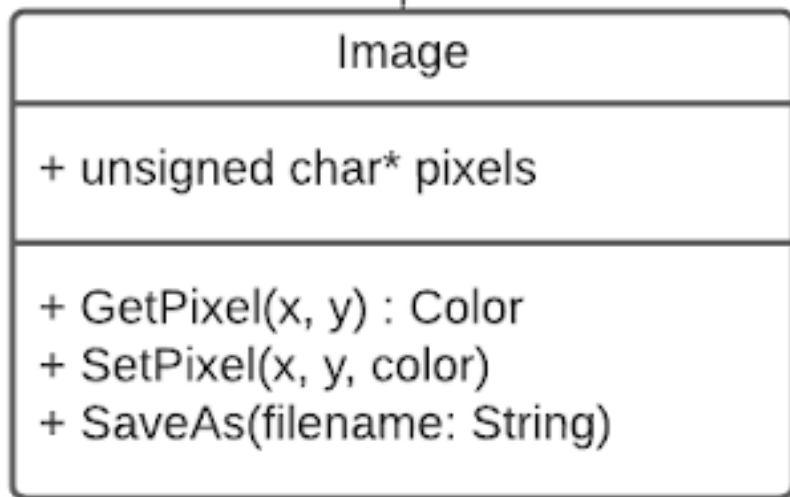 Image
+ unsigned char* pixels
+ GetPixel(x, y) : Color
+ SetPixel(x, y, color)
+ SaveAs(filename: String)